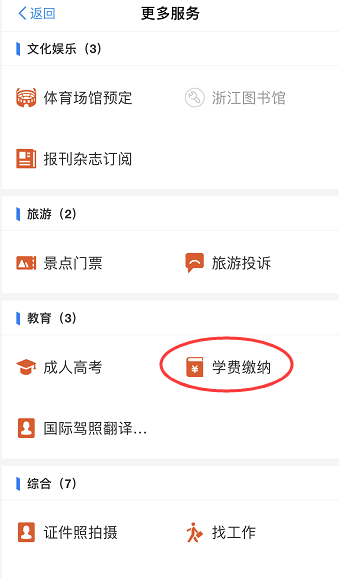 返回
更多服务
文化娱乐（3）
体育场馆预定
浙江图书馆
报刊杂志订阅
旅游（2）
景点门票
旅游投诉
教育（3）
成人高考
学费缴纳
国际驾照翻译...
综合（7）
证件照拍摄
找工作